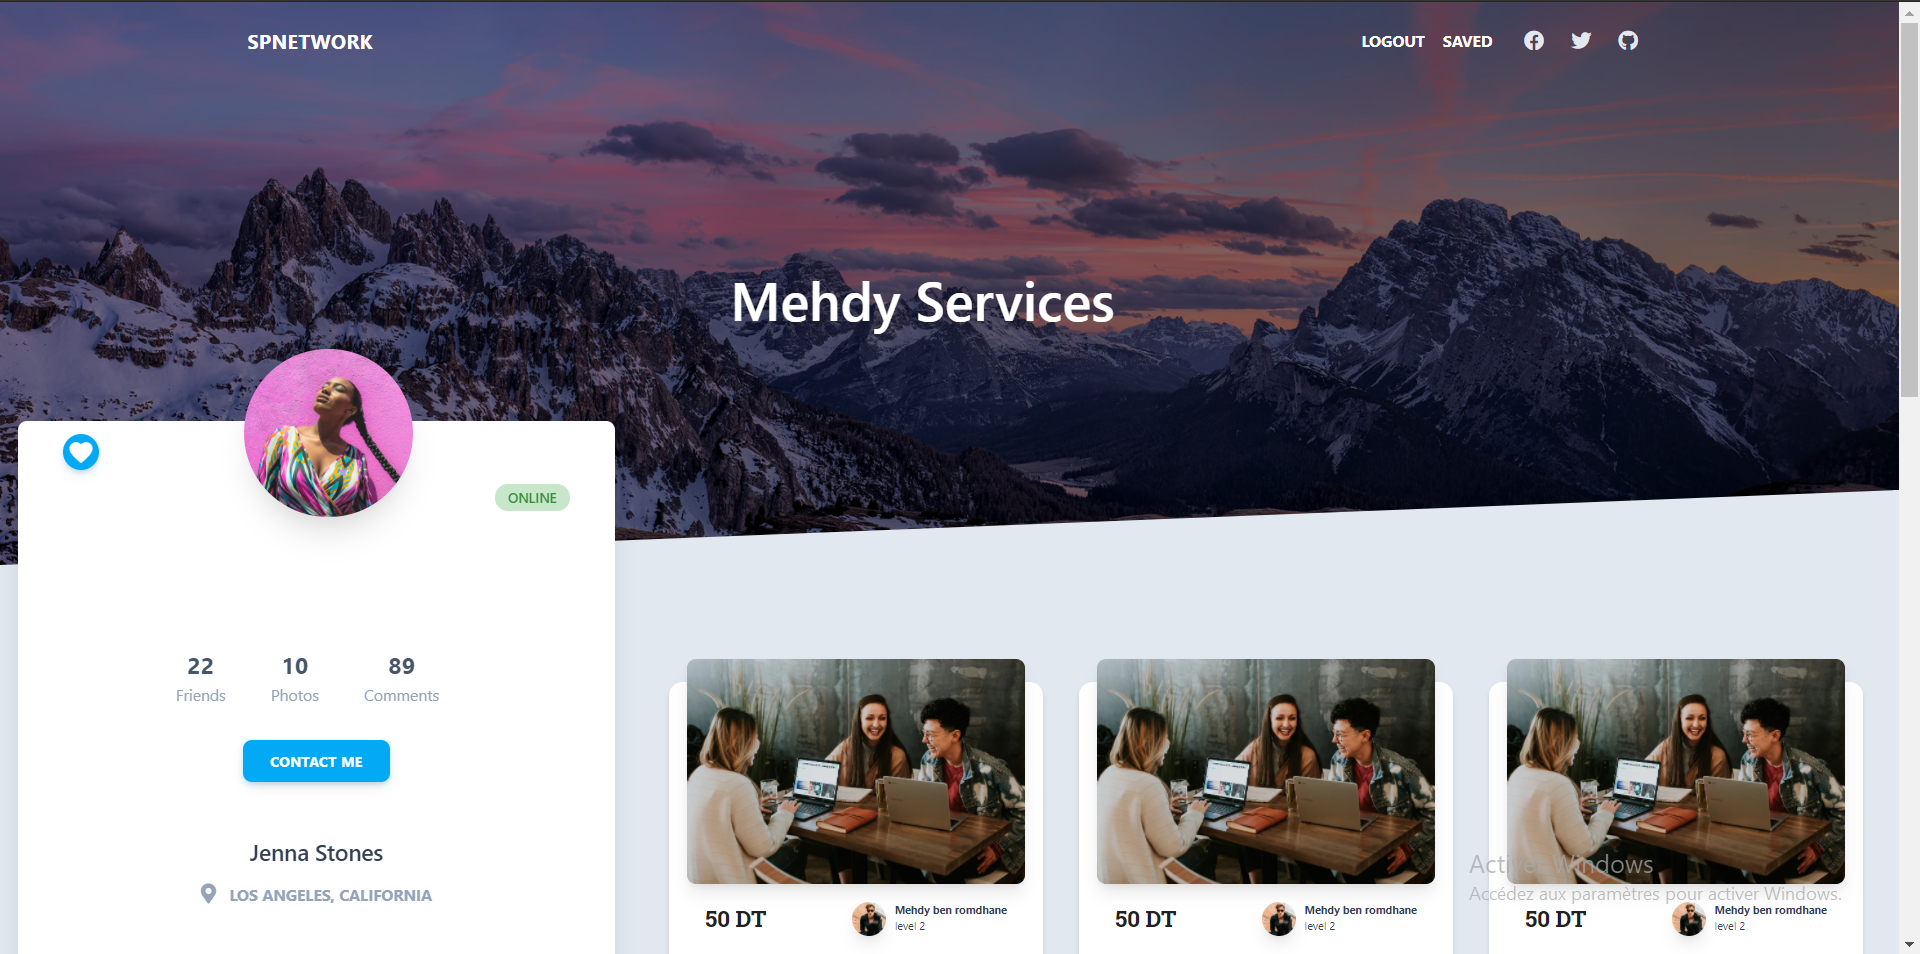 SPNETWORK
LOGOUT SAVED
Mehdy Services
ONLINE
22 10 89
Friends Photos Comments
CONTACT ME
Jenna Stones
LOS ANGELES, CALIFORNIA
50 DT
Mehdy ben romdhane
level 2
50 DT
Mehdy ben romdhane
level 2
50 DT
Mehdy ben romdhane
level 2
Activer Windows
Accédez aux paramètres pour activer Windows.